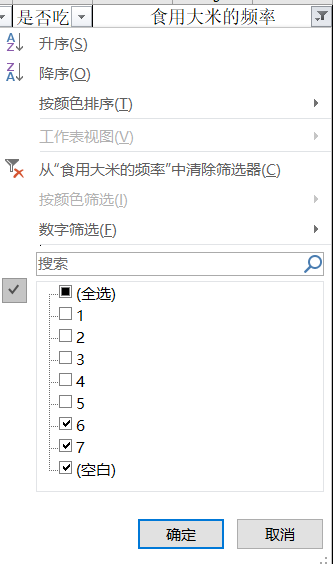 是否吃 食用大米的频率
升序(S)
降序(O)
按颜色排序(T)
工作表视图(V)
从“食用大米的频率”中清除筛选器(C)
按颜色筛选(I)
数字筛选(F)
搜索
(全选)
1
2
3
4
5
6
7
(空白)
确定 取消